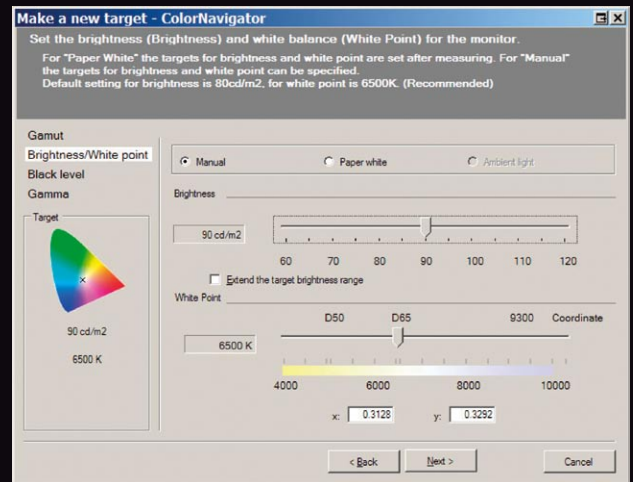 Make a new target - ColorNavigator
Set the brightness (Brightness) and white balance (White Point) for the monitor.
For "Paper White" the targets for brightness and white point are set after measuring. For "Manual"
the targets for brightness and white point can be specified.
Default setting for brightness is 80cd/m2, for white point is 6500K. (Recommended)
Gamut
Brightness/White point
Black level
Gamma
Target
90 cd/m2
6500 K
Manual Paper white Ambient light
Brightness
90 cd/m2
60 70 80 90 100 110 120
Extend the target brightness range
White Point
D50 D65 9300 Coordinate
6500 K
4000 6000 8000 10000
x: 0.3128 y: 0.3292
< Back Next > Cancel